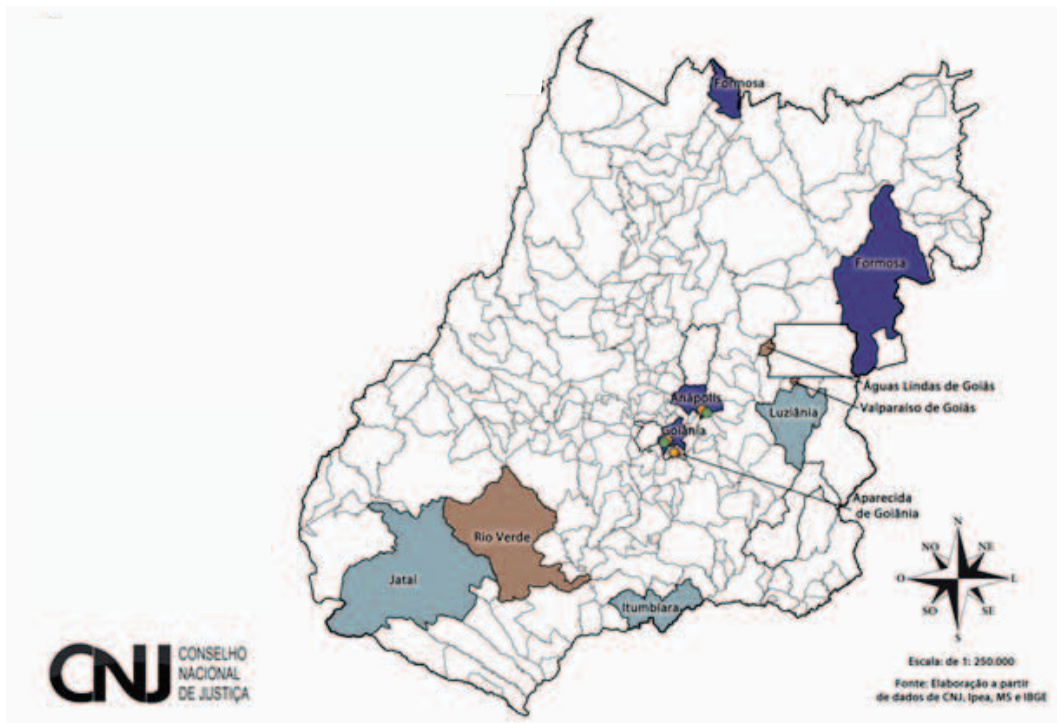 Formosa
Formosa
Águas Lindas de Goiás
Anápolis
Valparaíso de Goiás
Luziânia
Goiânia
Aparecida
de Goiânia
Rio Verde
Jataí
Itumbiara
N
NO
NE
O
L
SO
SE
S
CNJ
CONSELHO
NACIONAL
DE JUSTIÇA
Escala: de 1: 250.000
Fonte: Elaboração a partir
de dados de CNJ, Ipea, MS e IBGE